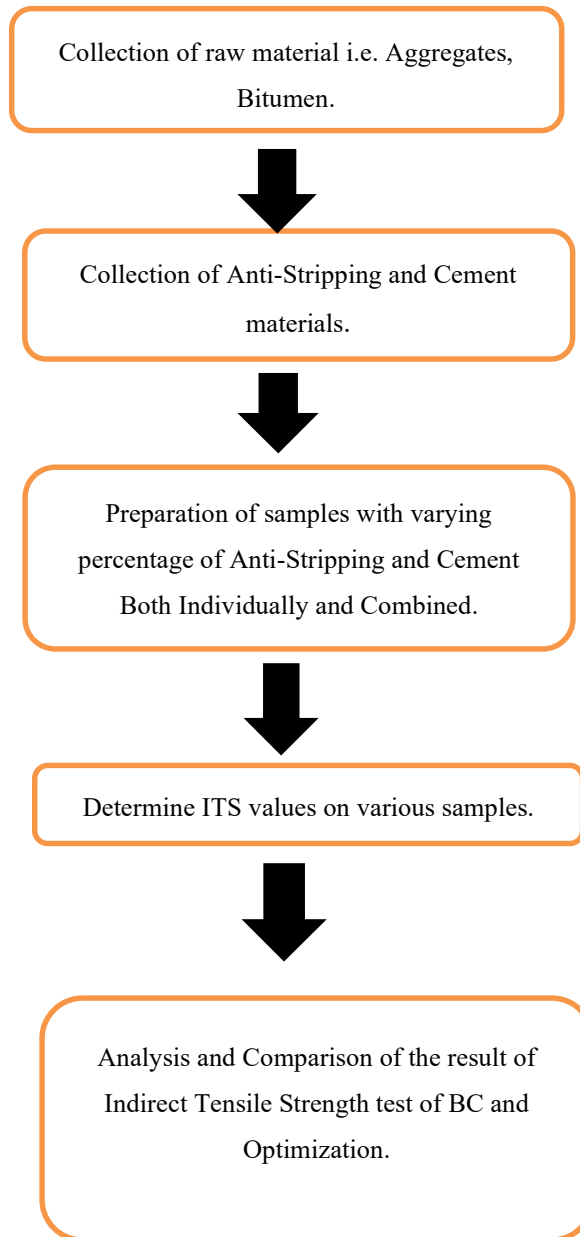 Collection of raw material i.e. Aggregates,
Bitumen.
Collection of Anti-Stripping and Cement
materials.
Preparation of samples with varying
percentage of Anti-Stripping and Cement
Both Individually and Combined.
Determine ITS values on various samples.
Analysis and Comparison of the result of
Indirect Tensile Strength test of BC and
Optimization.